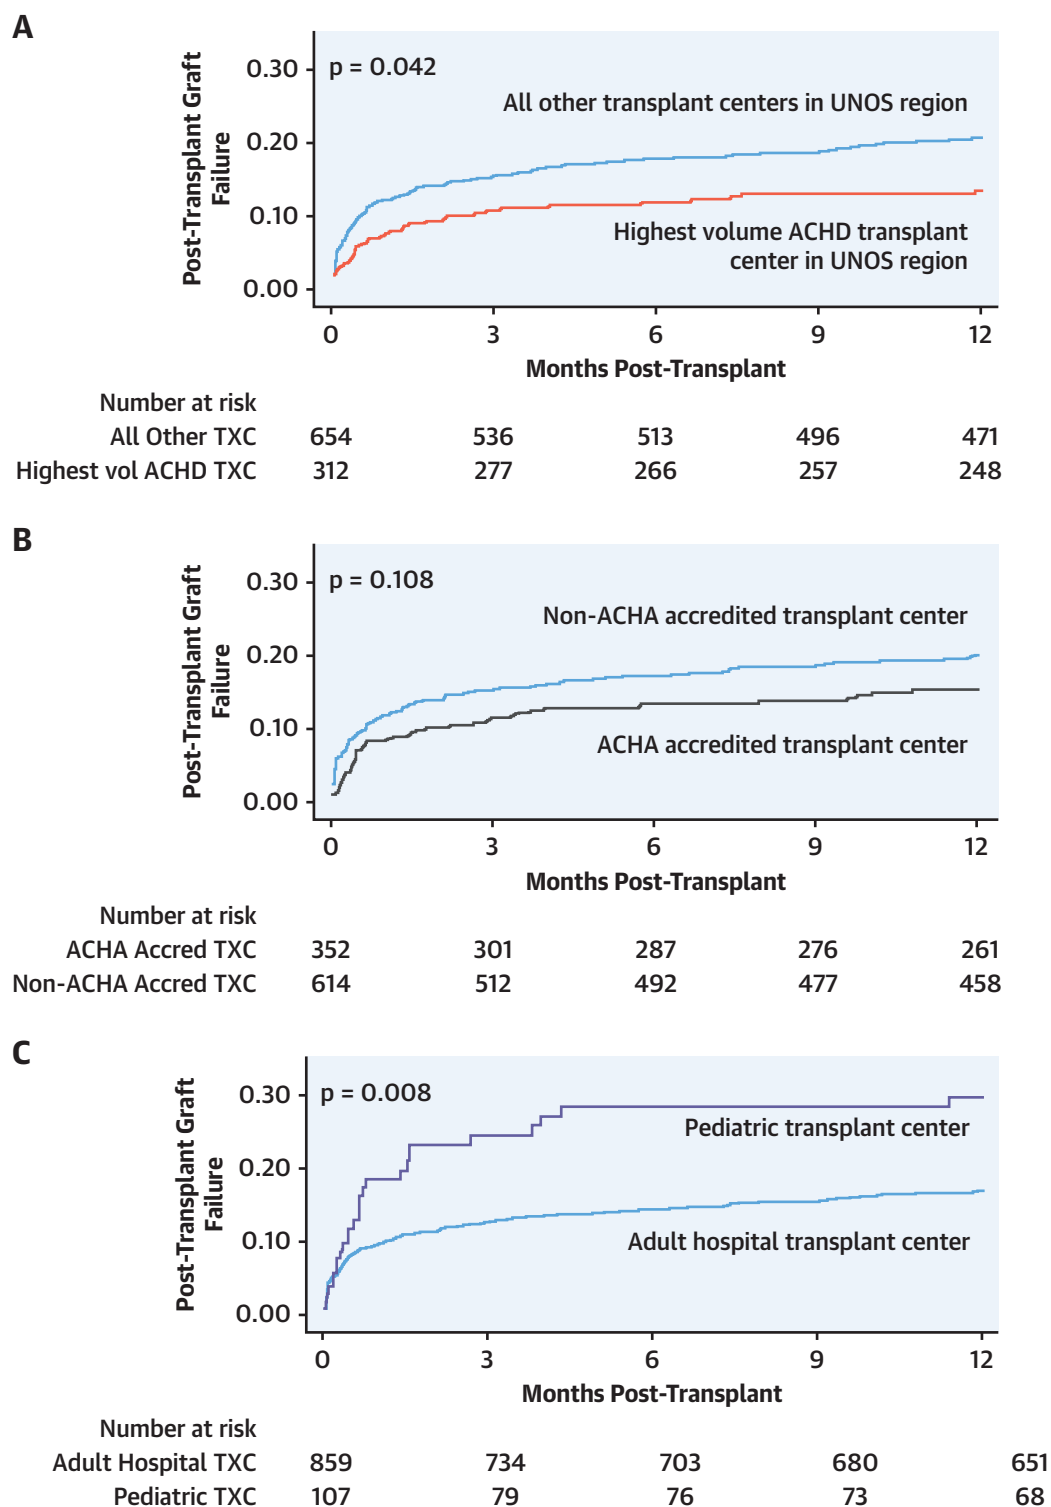 A
Post-Transplant Graft
Failure
0.30
0.20
0.10
0.00
p = 0.042
All other transplant centers in UNOS region
Highest volume ACHD transplant
center in UNOS region
0 3 6 9 12
Months Post-Transplant
Number at risk
All Other TXC 654 536 513 496 471
Highest vol ACHD TXC 312 277 266 257 248
B
Post-Transplant Graft
Failure
0.30
0.20
0.10
0.00
p = 0.108
Non-ACHA accredited transplant center
ACHA accredited transplant center
0 3 6 9 12
Months Post-Transplant
Number at risk
ACHA Accred TXC 352 301 287 276 261
Non-ACHA Accred TXC 614 512 492 477 458
C
Post-Transplant Graft
Failure
0.30
0.20
0.10
0.00
p = 0.008
Pediatric transplant center
Adult hospital transplant center
0 3 6 9 12
Months Post-Transplant
Number at risk
Adult Hospital TXC 859 734 703 680 651
Pediatric TXC 107 79 76 73 68